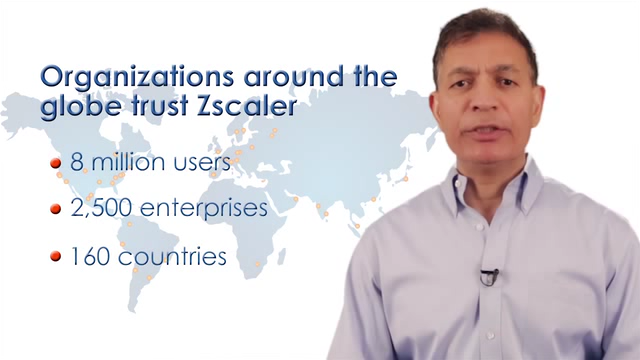 Organizations around the
globe trust Zscaler
8 million users
2,500 enterprises
160 countries